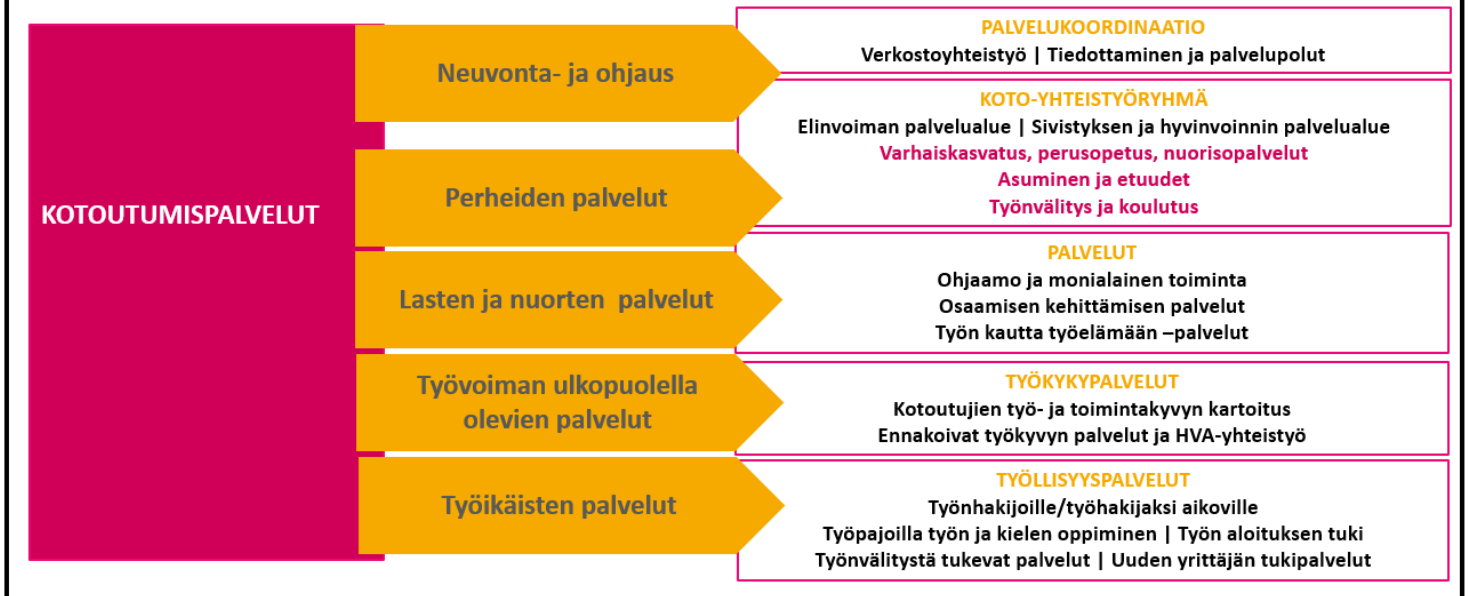 KOTOUTUMISPALVELUT
Neuvonta- ja ohjaus
Perheiden palvelut
Lasten ja nuorten  palvelut
Työvoiman ulkopuolella
olevien palvelut
Työikäisten palvelut
PALVELUKOORDINAATIO
Verkostoyhteistyö | Tiedottaminen ja palvelupolut
KOTO-YHTEISTYÖRYHMÄ
Elinvoiman palvelualue | Sivistyksen ja hyvinvoinnin palvelualue
Varhaiskasvatus, perusopetus, nuorisopalvelut
Asuminen ja etuudet
Työnvälitys ja koulutus
PALVELUT
Ohjaamo ja monialainen toiminta
Osaamisen kehittämisen palvelut
Työn kautta työelämään –palvelut
TYÖKYKYPALVELUT
Kotoutujien työ- ja toimintakyvyn kartoitus
Ennakoivat työkyvyn palvelut ja HVA-yhteistyö
TYÖLLISYYSPALVELUT
Työnhakijoille/työhakijaksi aikoville
Työpajoilla työn ja kielen oppiminen | Työn aloituksen tuki
Työnvälitystä tukevat palvelut | Uuden yrittäjän tukipalvelut